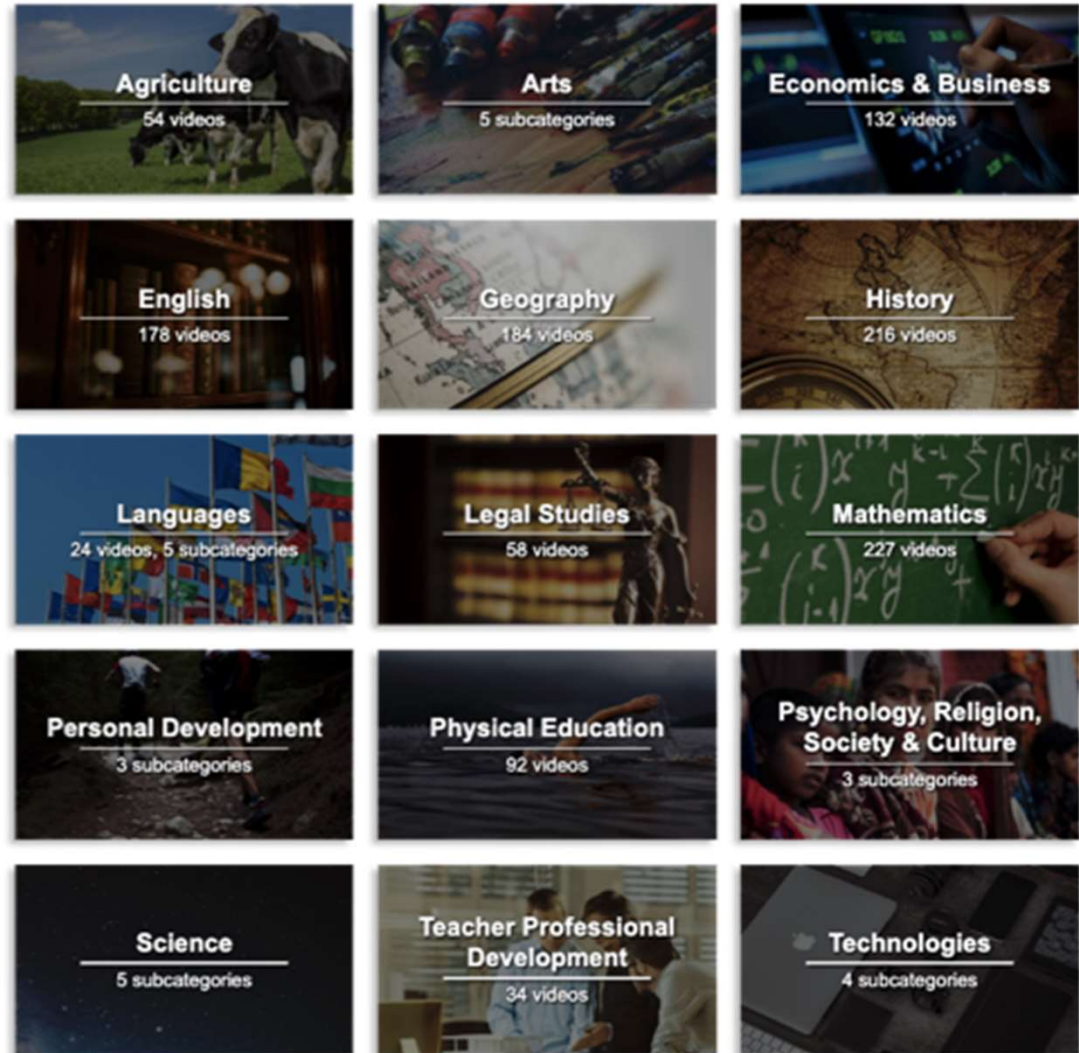 Agriculture
54 videos
Arts
5 subcategories
Economics & Business
132 videos
English
178 videos
Geography
184 videos
History
216 videos
Languages
24 videos, 5 subcategories
Legal Studies
58 videos
Mathematics
227 videos
Personal Development
3 subcategories
Physical Education
92 videos
Psychology, Religion,
Society & Culture
3 subcategories
Science
5 subcategories
Teacher Professional
Development
34 videos
Technologies
4 subcategories